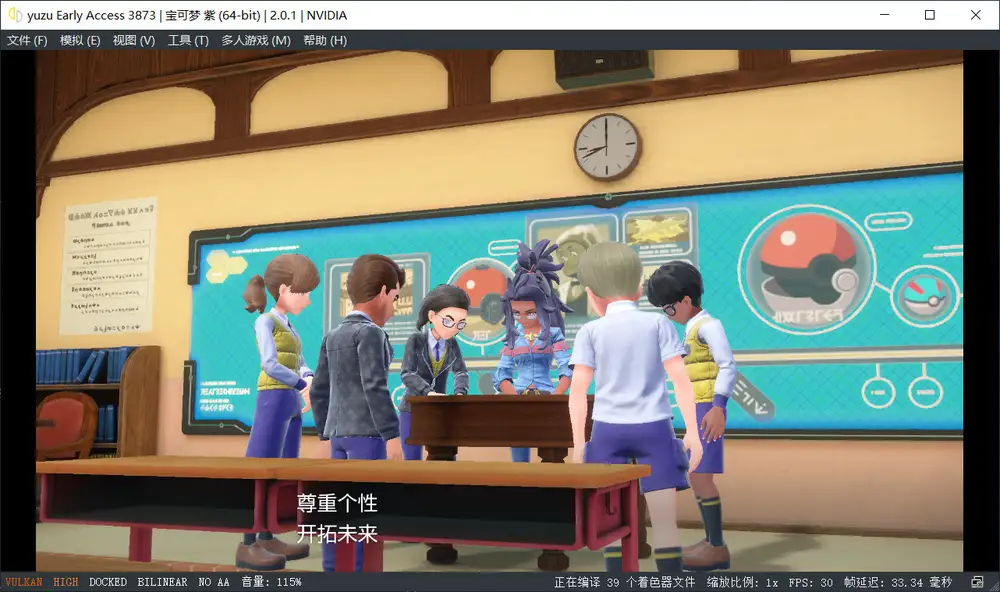 yuzu Early Access 3873 | 宝可梦 紫 (64-bit) | 2.0.1 | NVIDIA
文件 (F) 模拟 (E) 视图 (V) 工具 (T) 多人游戏 (M) 帮助 (H)
尊重个性
开拓未来
VULKAN HIGH DOCKED BILINEAR NO AA 音量: 115% 正在编译 39 个着色器文件 缩放比例: 1x FPS: 30 帧延迟: 33.34 毫秒